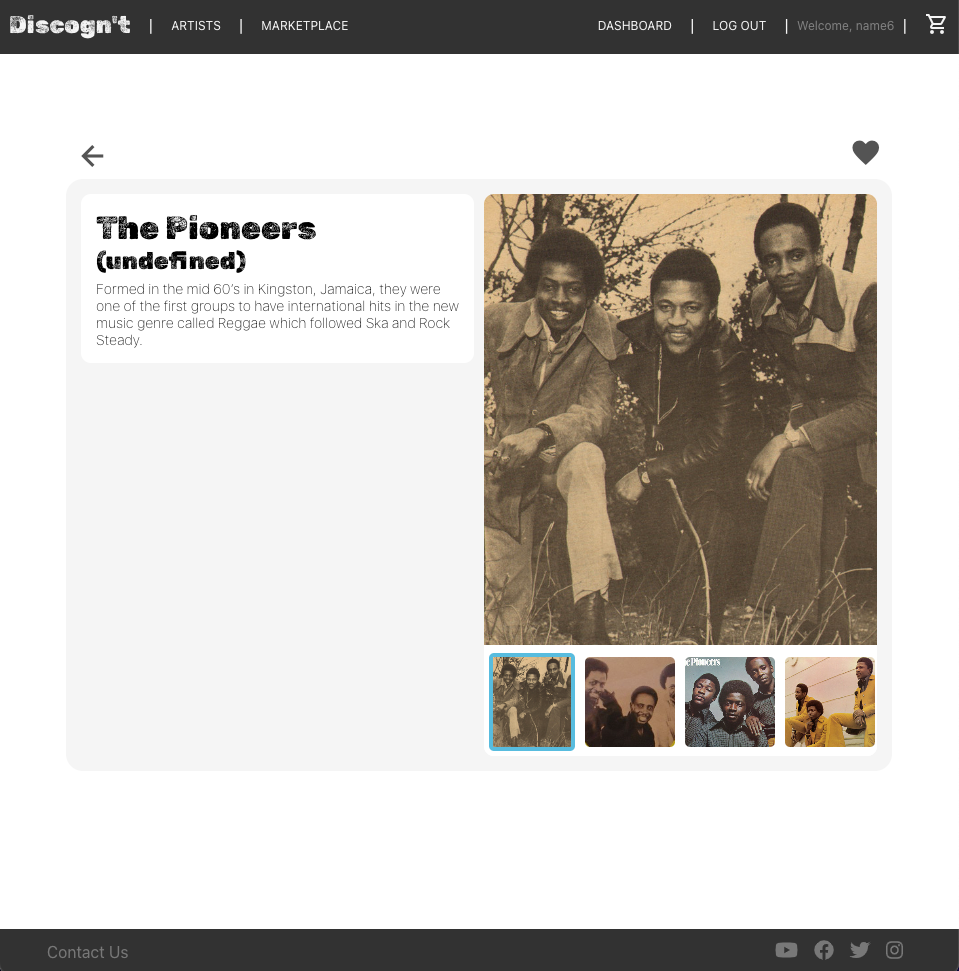 Discogn't | ARTISTS | MARKETPLACE DASHBOARD | LOG OUT | Welcome, name6 |
The Pioneers
(undefined)
Formed in the mid 60's in Kingston, Jamaica, they were
one of the first groups to have international hits in the new
music genre called Reggae which followed Ska and Rock
Steady.
e Pioneers
Contact Us